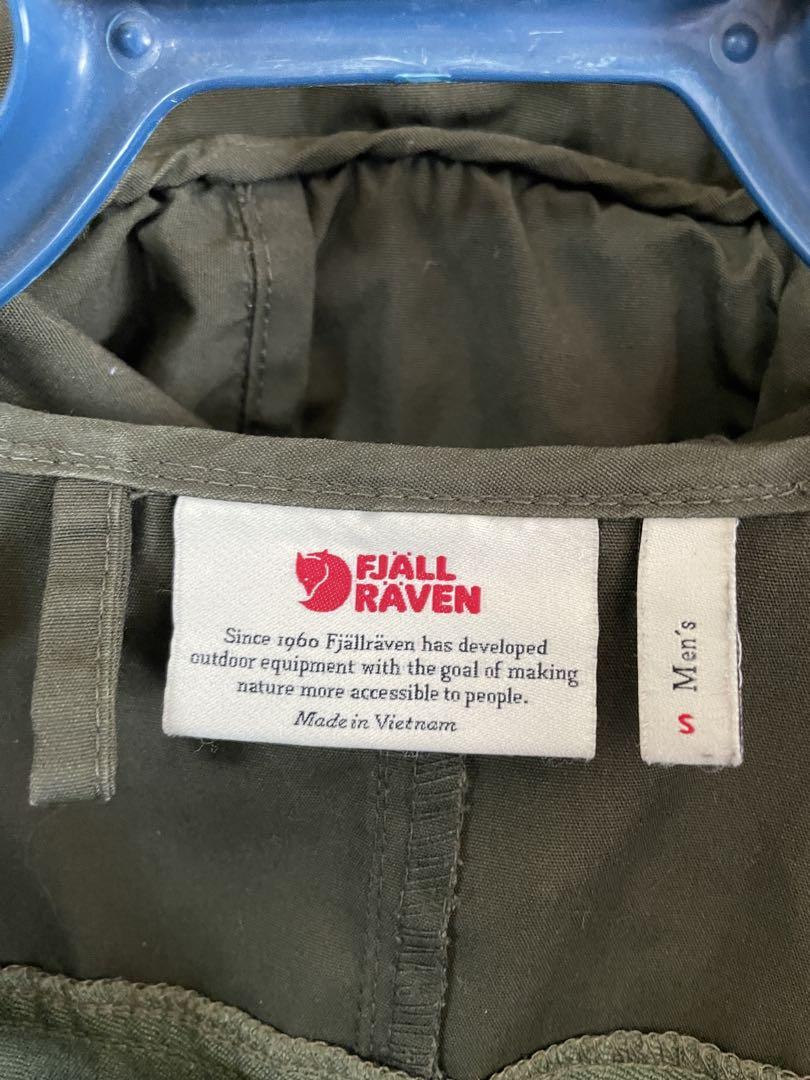 FJÄLL
RÄVEN
Since 1960 Fjällräven has developed
outdoor equipment with the goal of making
nature more accessible to people.
Made in Vietnam
Men's
S